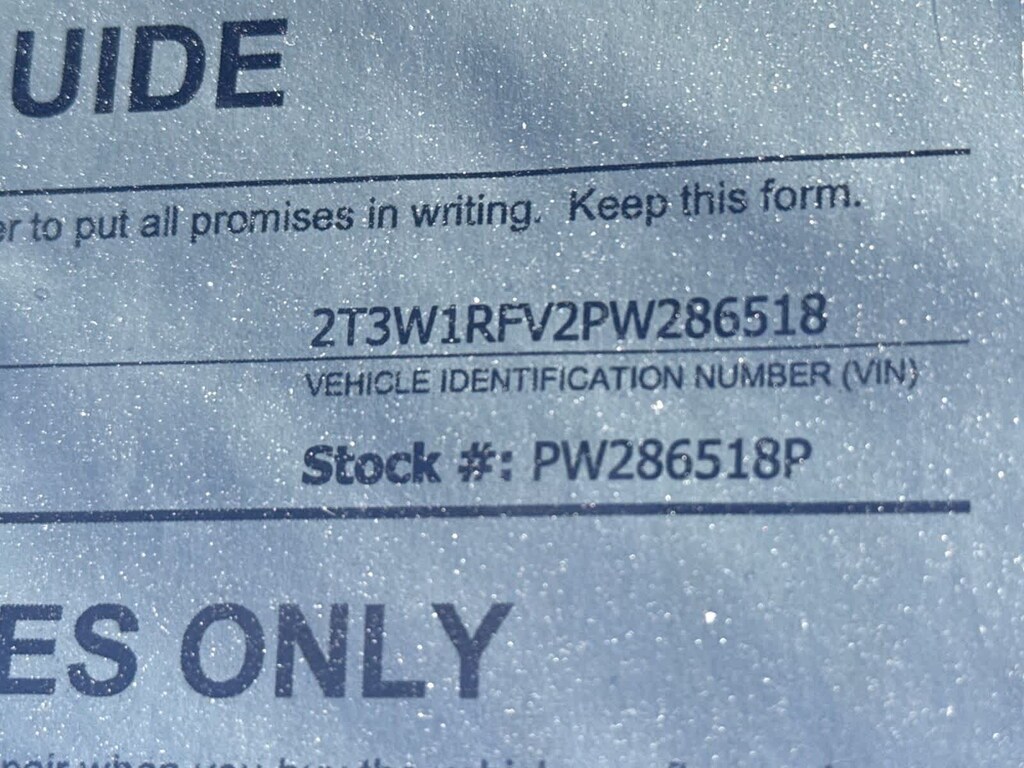 UIDE
er to put all promises in writing. Keep this form.
2T3W1RFV2PW286518
VEHICLE IDENTIFICATION NUMBER (VIN)
Stock #: PW286518P
ES ONLY